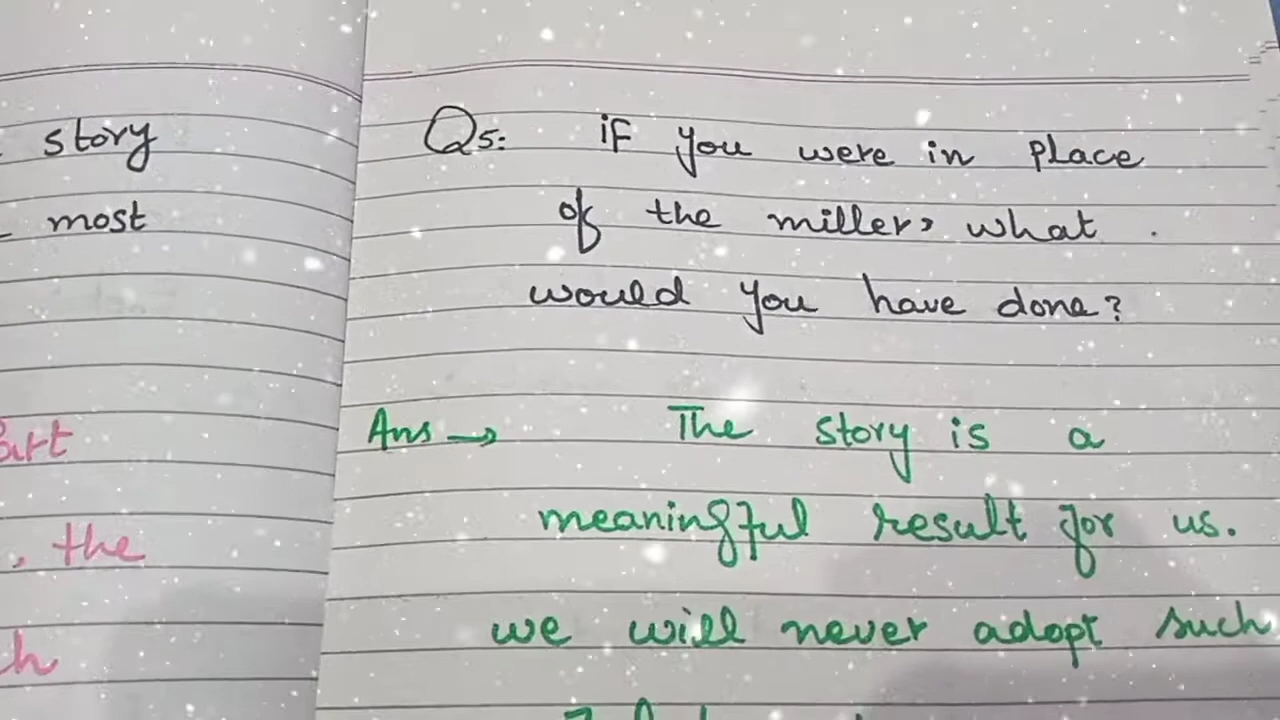 story
most
art
, the
h
Q5: if you were in place
of the miller, what .
would you have done?
Ans → The story is a
meaningful result for us.
we will never adopt such